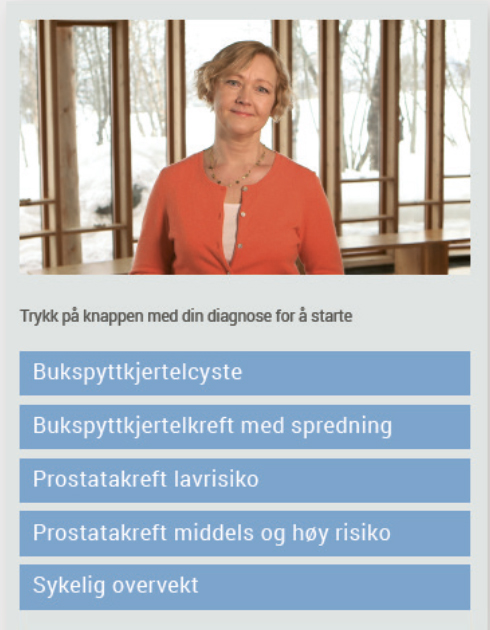 Trykk på knappen med din diagnose for å starte
Bukspyttkjertelcyste
Bukspyttkjertelkreft med spredning
Prostatakreft lavrisiko
Prostatakreft middels og høy risiko
Sykelig overvekt